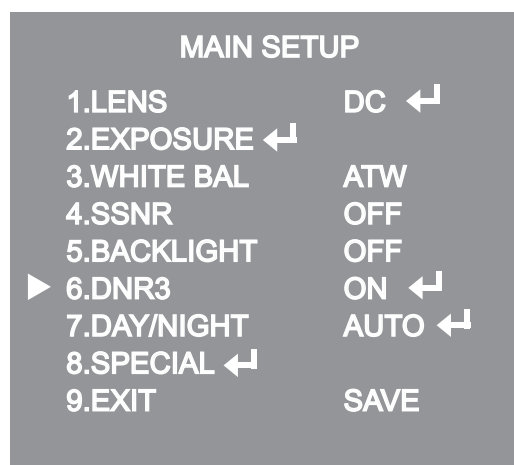 MAIN SETUP
1.LENS DC ↵
2.EXPOSURE ↵
3.WHITE BAL ATW
4.SSNR OFF
5.BACKLIGHT OFF
▶ 6.DNR3 ON ↵
7.DAY/NIGHT AUTO ↵
8.SPECIAL ↵
9.EXIT SAVE